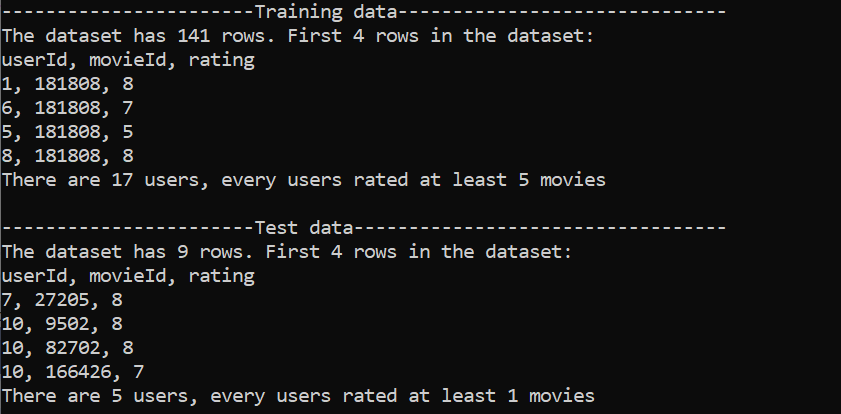 -----------------------Training data------------------------------
The dataset has 141 rows. First 4 rows in the dataset:
userId, movieId, rating
1, 181808, 8
6, 181808, 7
5, 181808, 5
8, 181808, 8
There are 17 users, every users rated at least 5 movies
-----------------------Test data----------------------------------
The dataset has 9 rows. First 4 rows in the dataset:
userId, movieId, rating
7, 27205, 8
10, 9502, 8
10, 82702, 8
10, 166426, 7
There are 5 users, every users rated at least 1 movies